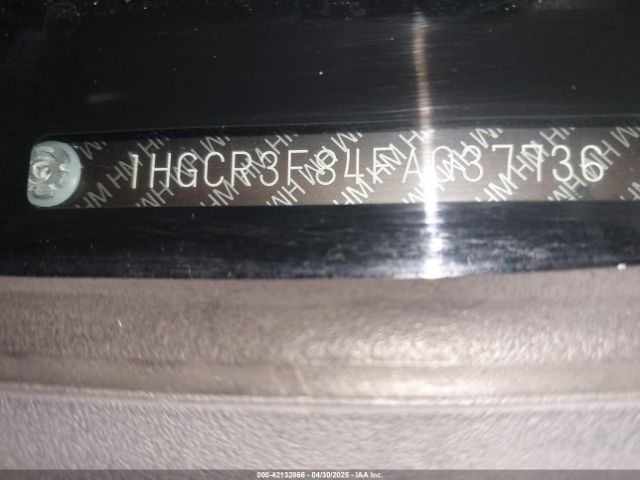 1HGCR3F84FA037736
000-42132866 • 04/30/2025 • IAA Inc.